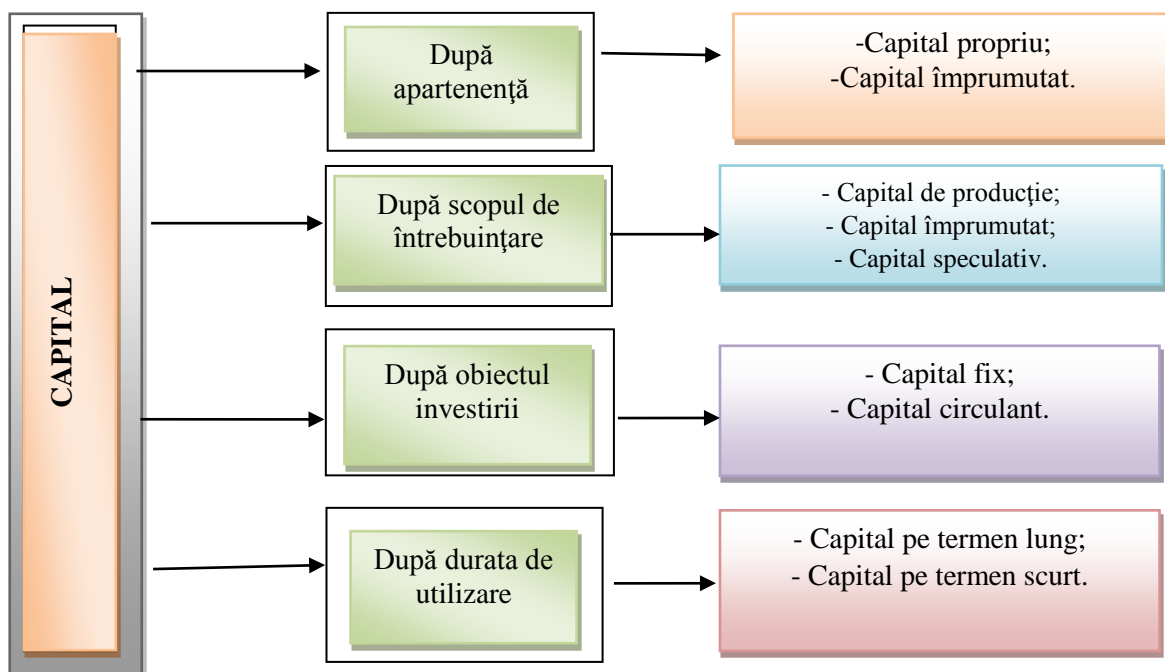 CAPITAL
După
apartenenţă
-Capital propriu;
-Capital împrumutat.
După scopul de
întrebuinţare
- Capital de producţie;
- Capital împrumutat;
- Capital speculativ.
După obiectul
investirii
- Capital fix;
- Capital circulant.
După durata de
utilizare
- Capital pe termen lung;
- Capital pe termen scurt.